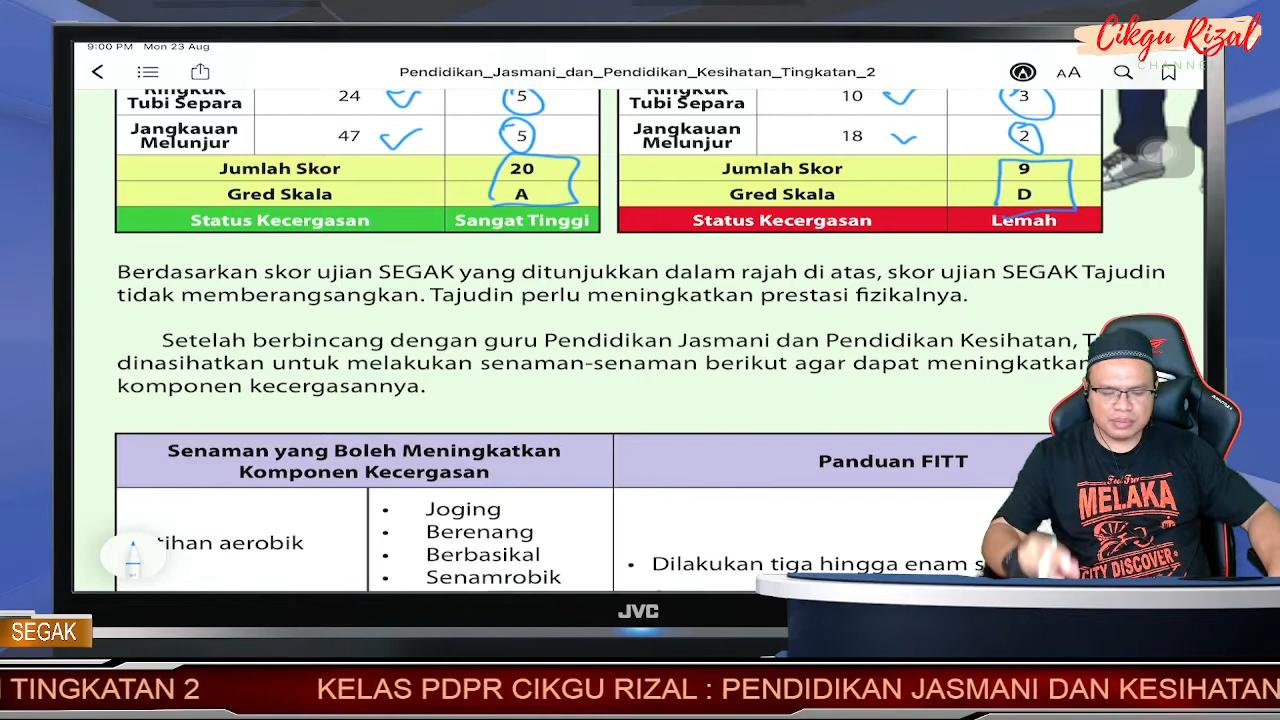 Cikgu Rizal
CHANNEL
9:00 PM Mon 23 Aug
Pendidikan_Jasmani_dan_Pendidikan_Kesihatan_Tingkatan_2
AA
Ringkuk
Tubi Separa 24 5
Jangkauan
Melunjur 47 5
Jumlah Skor 20
Gred Skala A
Status Kecergasan Sangat Tinggi
Ringkuk
Tubi Separa 10 3
Jangkauan
Melunjur 18 2
Jumlah Skor 9
Gred Skala D
Status Kecergasan Lemah
Berdasarkan skor ujian SEGAK yang ditunjukkan dalam rajah di atas, skor ujian SEGAK Tajudin
tidak memberangsangkan. Tajudin perlu meningkatkan prestasi fizikalnya.
Setelah berbincang dengan guru Pendidikan Jasmani dan Pendidikan Kesihatan,
dinasihatkan untuk melakukan senaman-senaman berikut agar dapat meningkatkan
komponen kecergasannya.
Senaman yang Boleh Meningkatkan
Komponen Kecergasan
Panduan FITT
tihan aerobik
• Joging
• Berenang
• Berbasikal
• Senamrobik
• Dilakukan tiga hingga enam s
MELAKA
CITY DISCOVER
JVC
SEGAK
I TINGKATAN 2 KELAS PDPR CIKGU RIZAL : PENDIDIKAN JASMANI DAN KESIHATAN